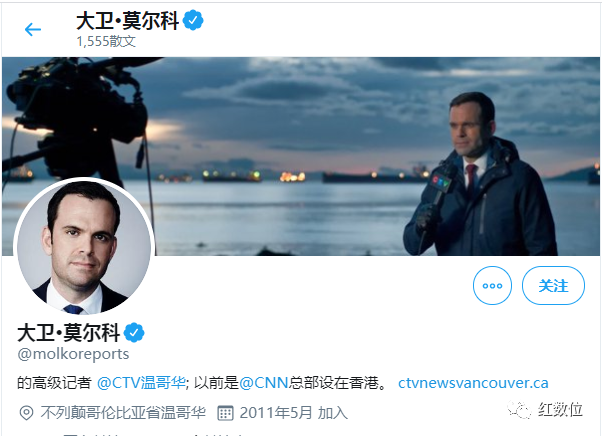 大卫•莫尔科
1,555散文
关注
大卫•莫尔科
@molkoreports
的高级记者 @CTV温哥华; 以前是@CNN总部设在香港。 ctvnewsvancouver.ca
不列颠哥伦比亚省温哥华 2011年5月 加入
红数位